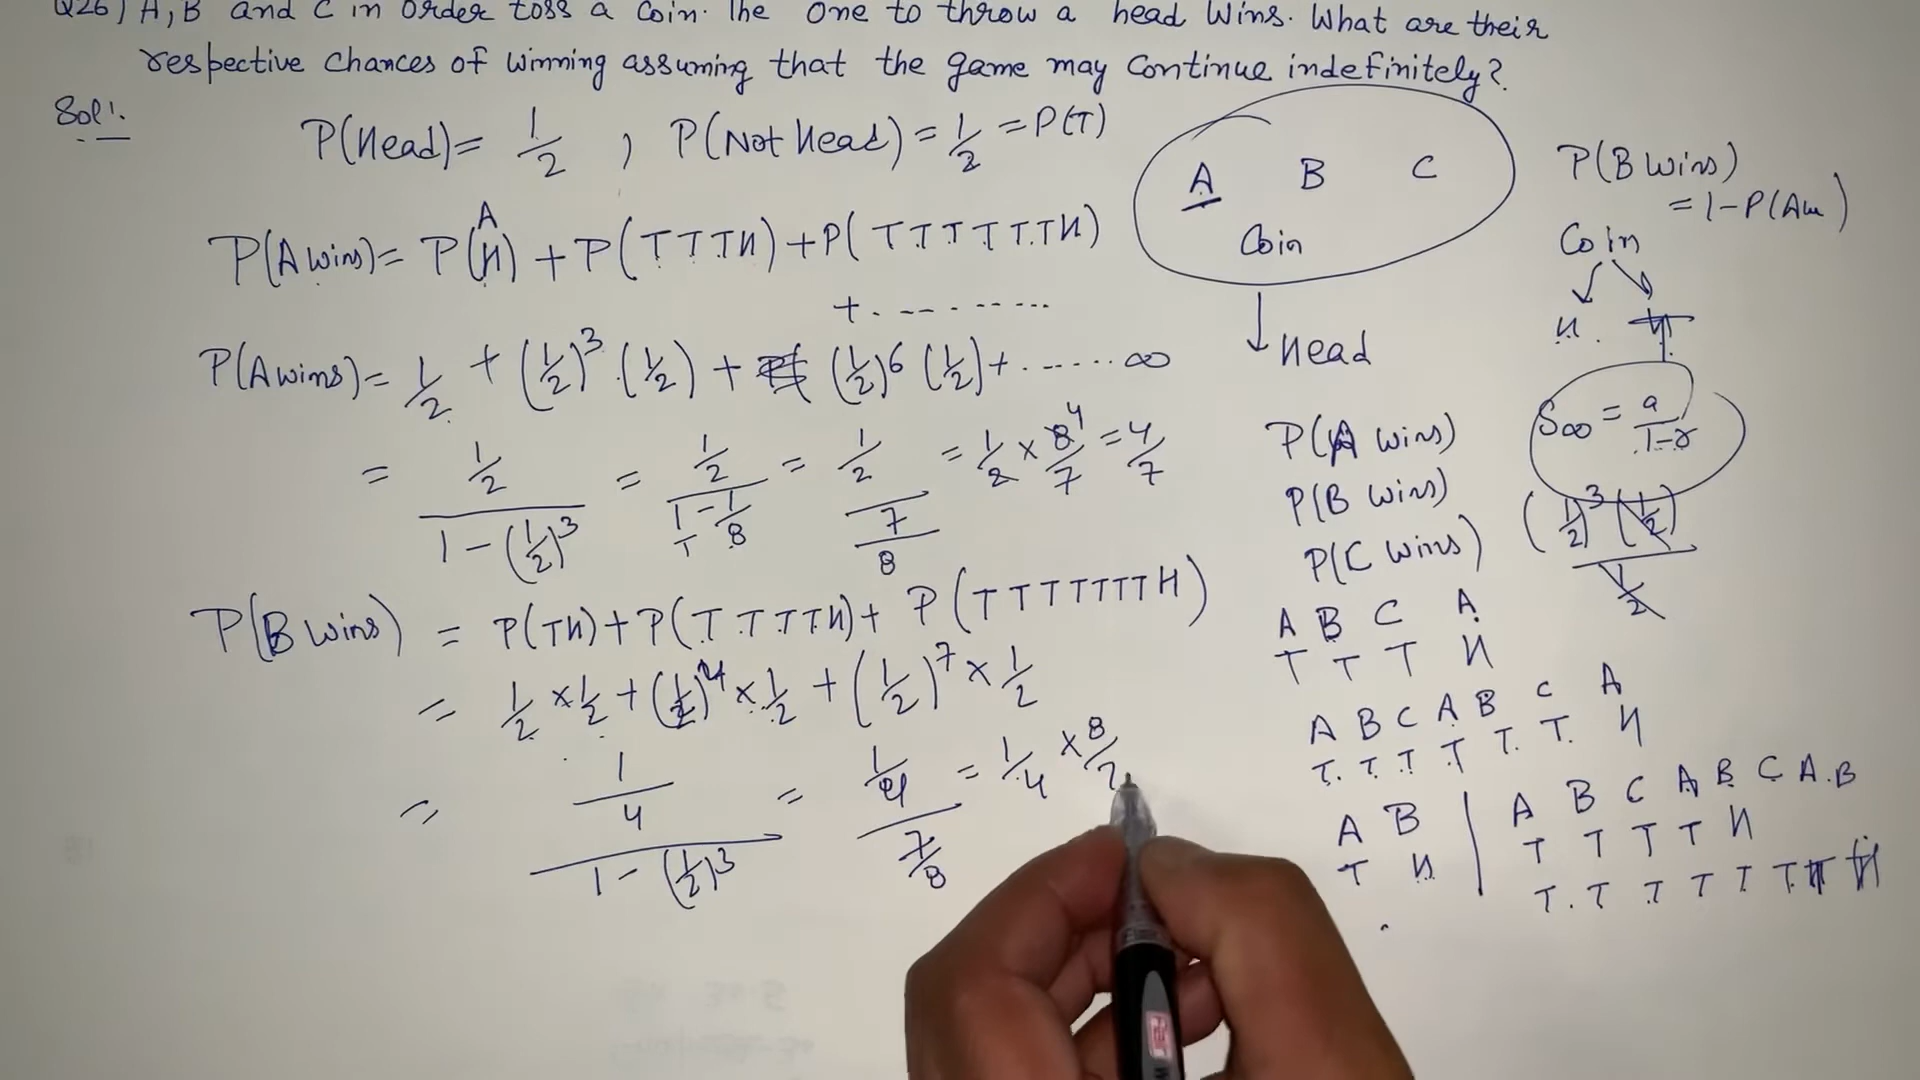 Q26) A, B and C in order toss a coin. The one to throw a head wins. What are their
respective chances of winning assuming that the game may continue indefinitely?
Sol!:
P(Head) = 1/2 , P(Not head) = 1/2 = P(T)
A
P(A wins) = P(H) + P(TTTH) + P(TTTTTTH)
+ ..........
P(A wins) = 1/2 + (1/2)^3 (1/2) + (1/2)^6 (1/2) + ...... ∞
= 1/2 / (1-(1/2)^3) = 1/2 / (1/1 - 1/8) = 1/2 / 7/8 = 1/2 × 8/7 4 = 4/7
P(B wins) = P(TH) + P(TTTTH) + P(TTTTTTTH)
= 1/2 × 1/2 + (1/2)^4 × 1/2 + (1/2)^7 × 1/2
= 1/4 / (1-(1/2)^3) = 1/4 / 7/8 = 1/4 × 8/7
A B C
Coin
Head
P(B wins)
= 1-P(Aw)
Coin
H. T
S∞ = a/(1-r)
P(A wins)
P(B wins)
P(C wins)
(1/2)^3 (1/2) / 1/2
A B C A
T T T H
A B C A B C A
T. T. T T T. T. H
A B
T H
A B C A B C A. B
T T T T H
T. T T T T T T H